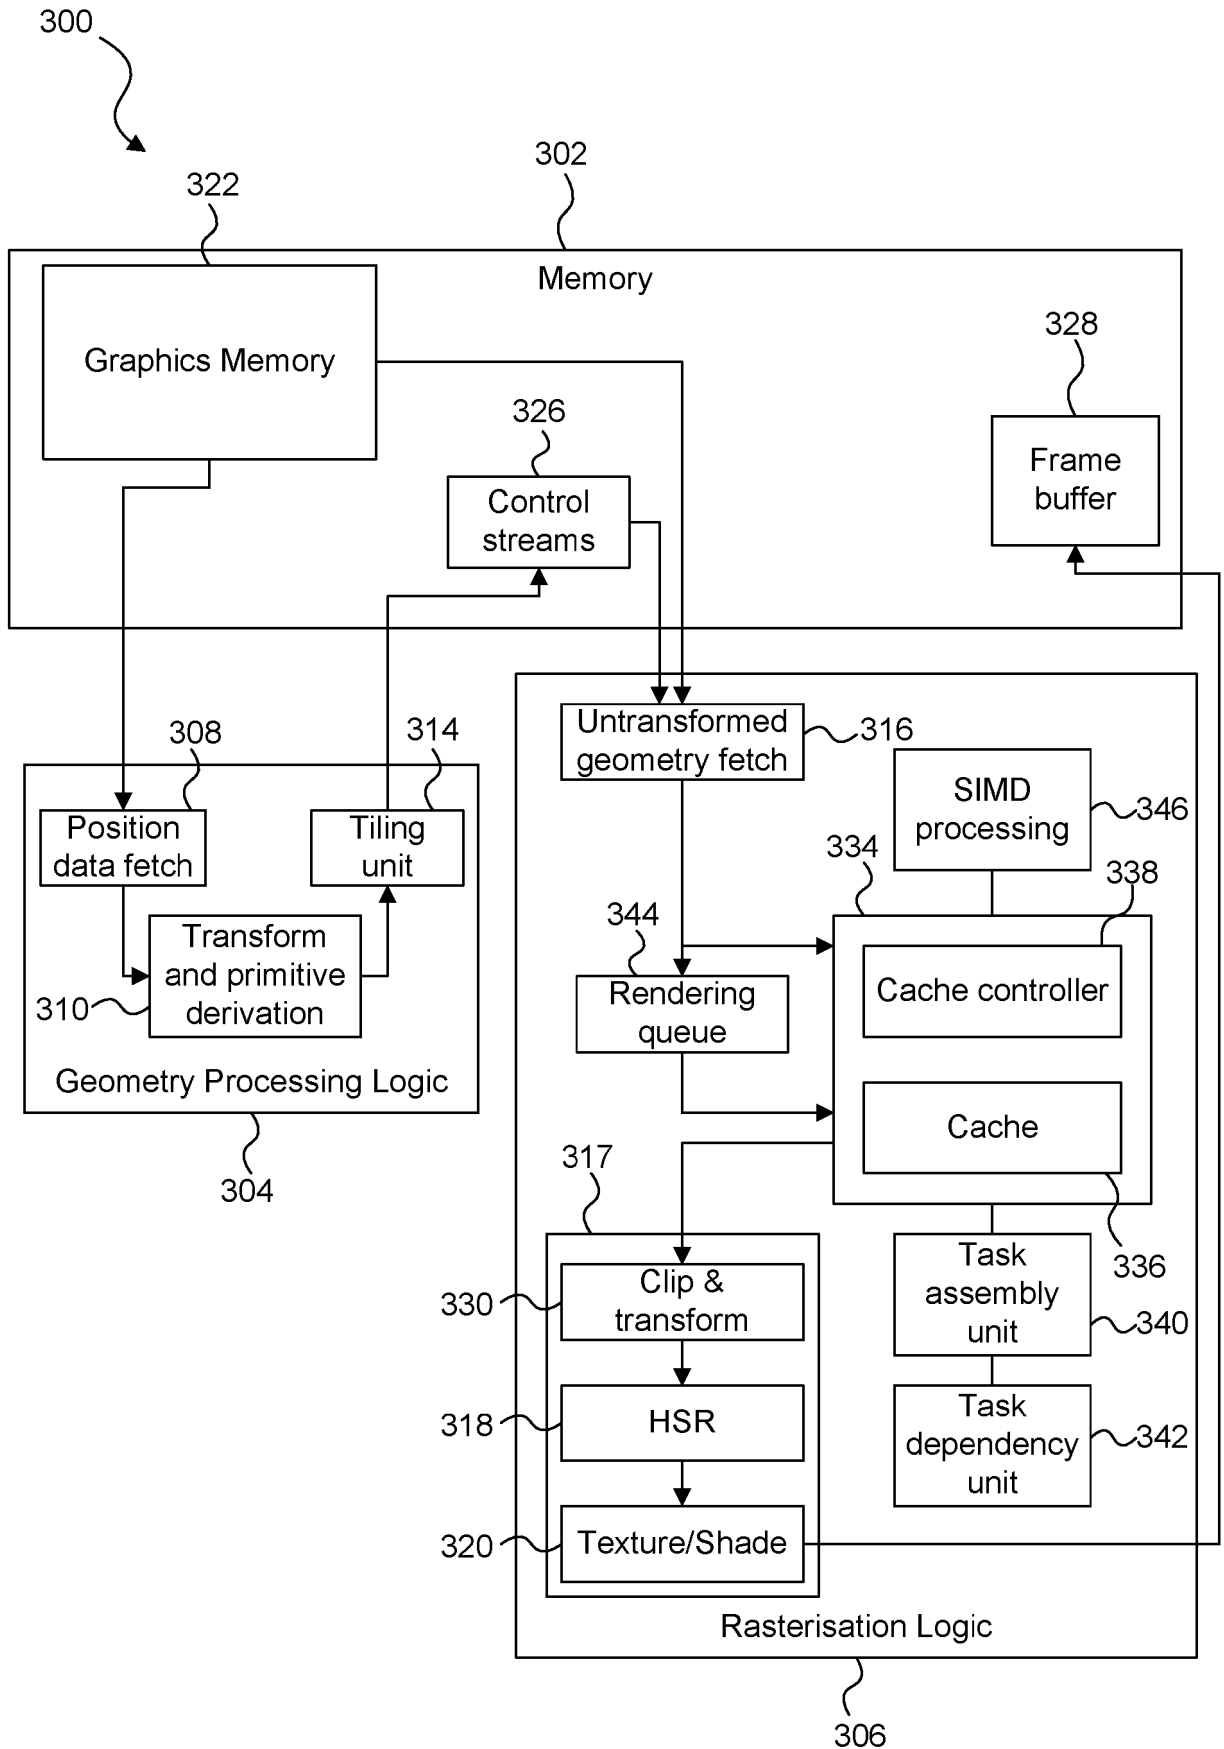 300
302
322
Memory
Graphics Memory
328
326
Frame
buffer
Control
streams
308
314
Untransformed
geometry fetch
316
SIMD
processing
346
Position
data fetch
Tiling
unit
334
338
344
Transform
and primitive
derivation
310
Rendering
queue
Cache controller
Geometry Processing Logic
Cache
317
304
336
Clip &
transform
330
Task
assembly
unit
340
HSR
318
Task
dependency
unit
342
Texture/Shade
320
Rasterisation Logic
306